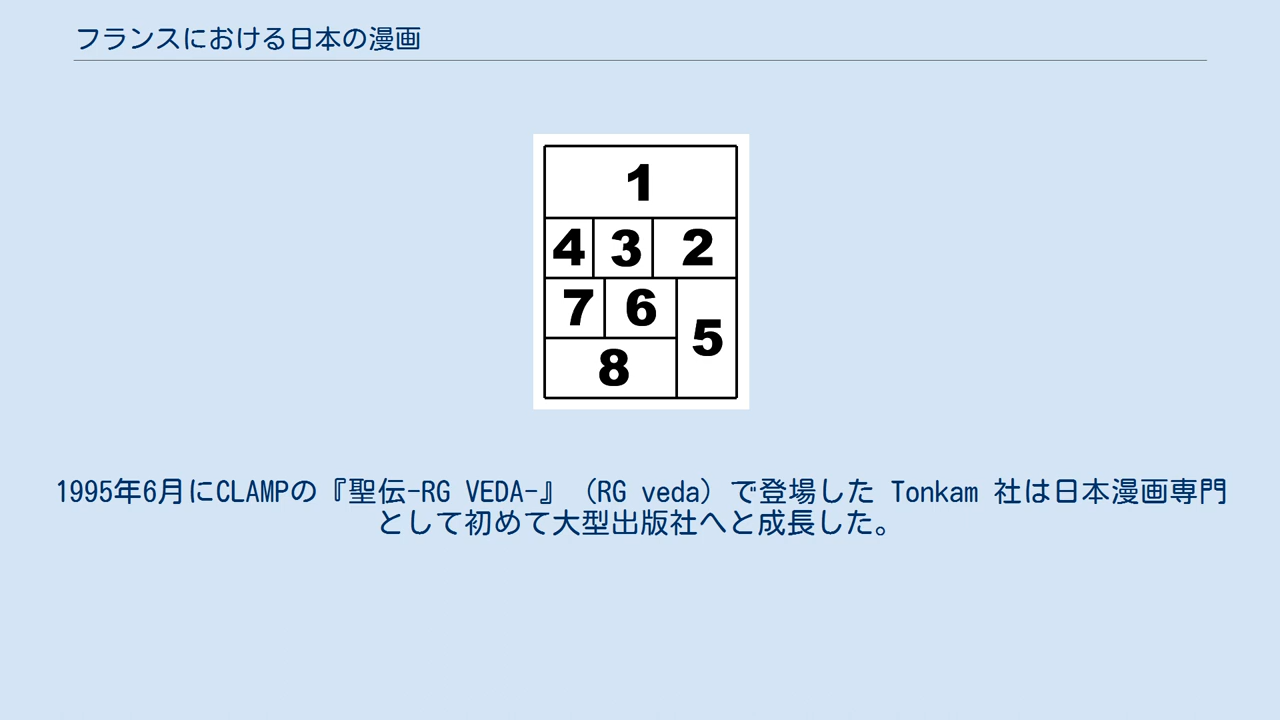 フランスにおける日本の漫画
1
4 3 2
7 6
5
8
1995年6月にCLAMPの『聖伝-RG VEDA-』（RG veda）で登場した Tonkam 社は日本漫画専門
として初めて大型出版社へと成長した。